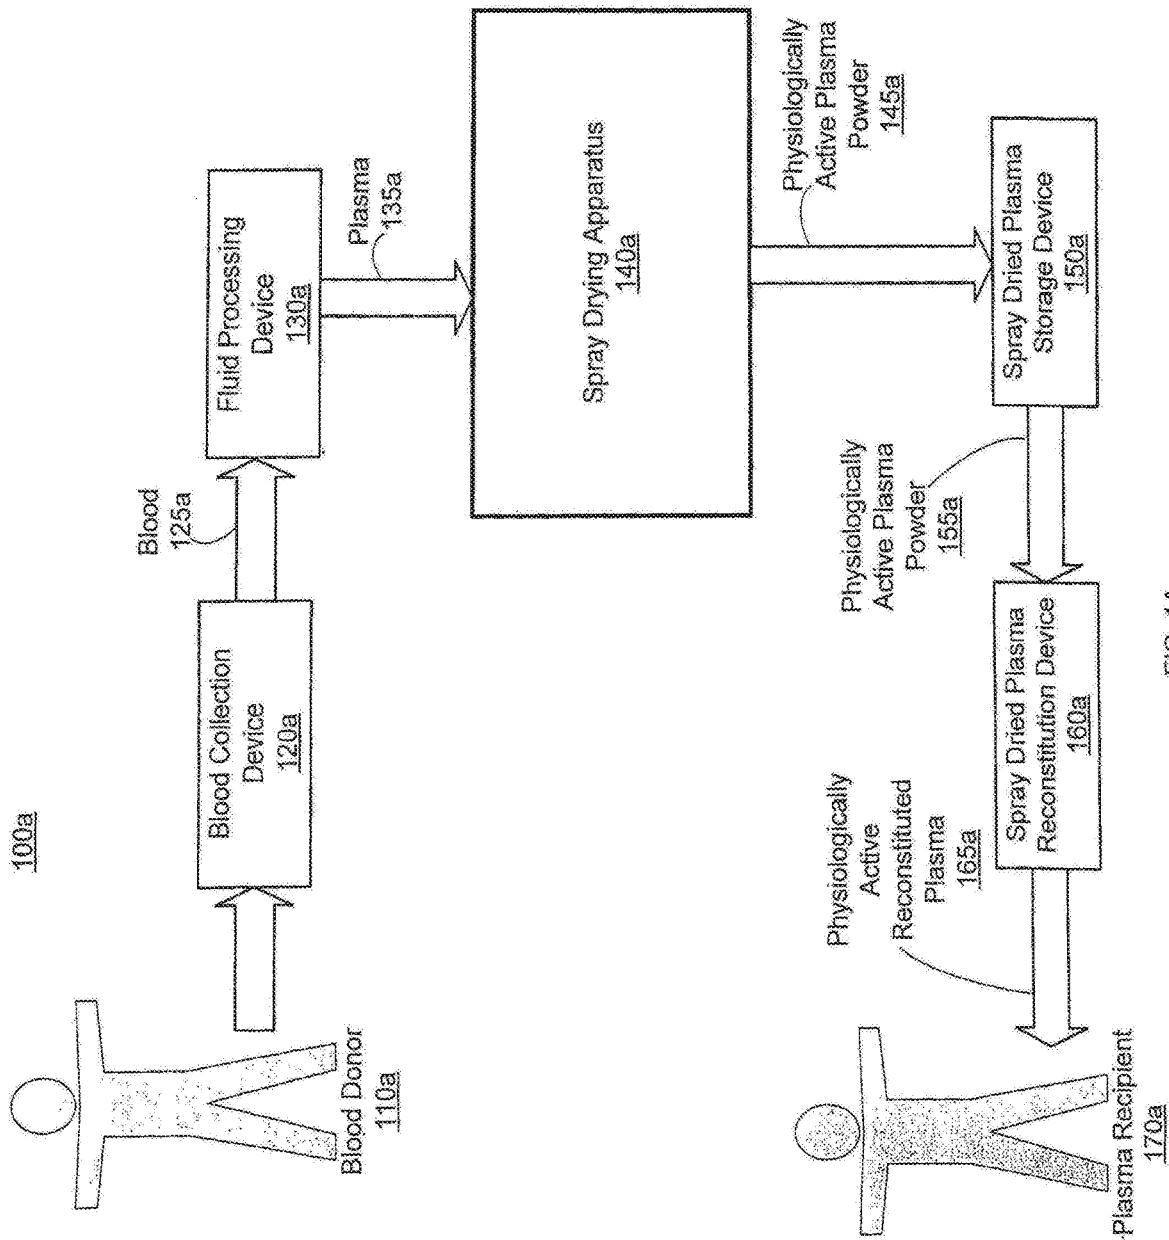 100a
Blood Donor
110a
Blood Collection
Device
120a
Blood
125a
Fluid Processing
Device
130a
Plasma
135a
Spray Drying Apparatus
140a
Physiologically
Active Plasma
Powder
145a
Spray Dried Plasma
Storage Device
150a
Physiologically
Active Plasma
Powder
155a
Spray Dried Plasma
Reconstitution Device
160a
Physiologically
Active
Reconstituted
Plasma
165a
Plasma Recipient
170a